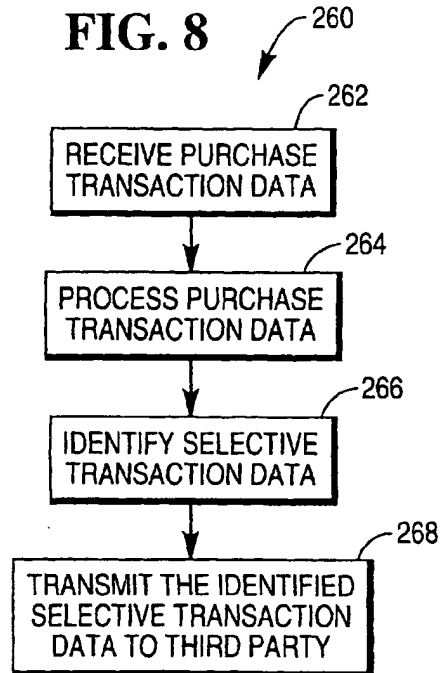 FIG. 8
260
262
RECEIVE PURCHASE
TRANSACTION DATA
264
PROCESS PURCHASE
TRANSACTION DATA
266
IDENTIFY SELECTIVE
TRANSACTION DATA
268
TRANSMIT THE IDENTIFIED
SELECTIVE TRANSACTION
DATA TO THIRD PARTY